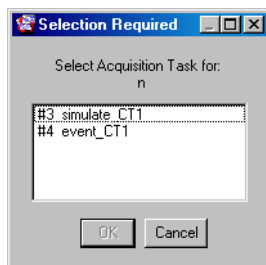 Selection Required
Select Acquisition Task for:
n
#3 simulate_CT1
#4 event_CT1
OK
Cancel